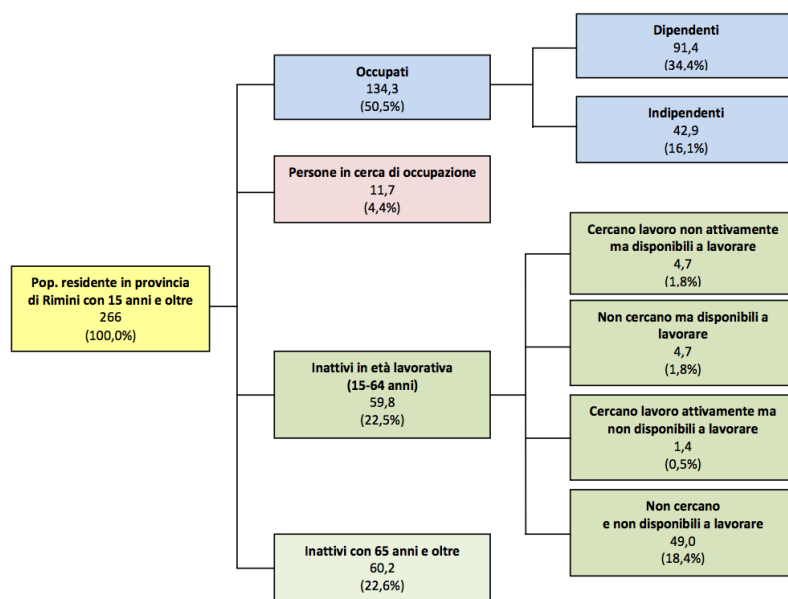 Pop. residente in provincia
di Rimini con 15 anni e oltre
266
(100,0%)
Occupati
134,3
(50,5%)
Dipendenti
91,4
(34,4%)
Indipendenti
42,9
(16,1%)
Persone in cerca di occupazione
11,7
(4,4%)
Inattivi in età lavorativa
(15-64 anni)
59,8
(22,5%)
Cercano lavoro non attivamente
ma disponibili a lavorare
4,7
(1,8%)
Non cercano ma disponibili a
lavorare
4,7
(1,8%)
Cercano lavoro attivamente ma
non disponibili a lavorare
1,4
(0,5%)
Non cercano
e non disponibili a lavorare
49,0
(18,4%)
Inattivi con 65 anni e oltre
60,2
(22,6%)